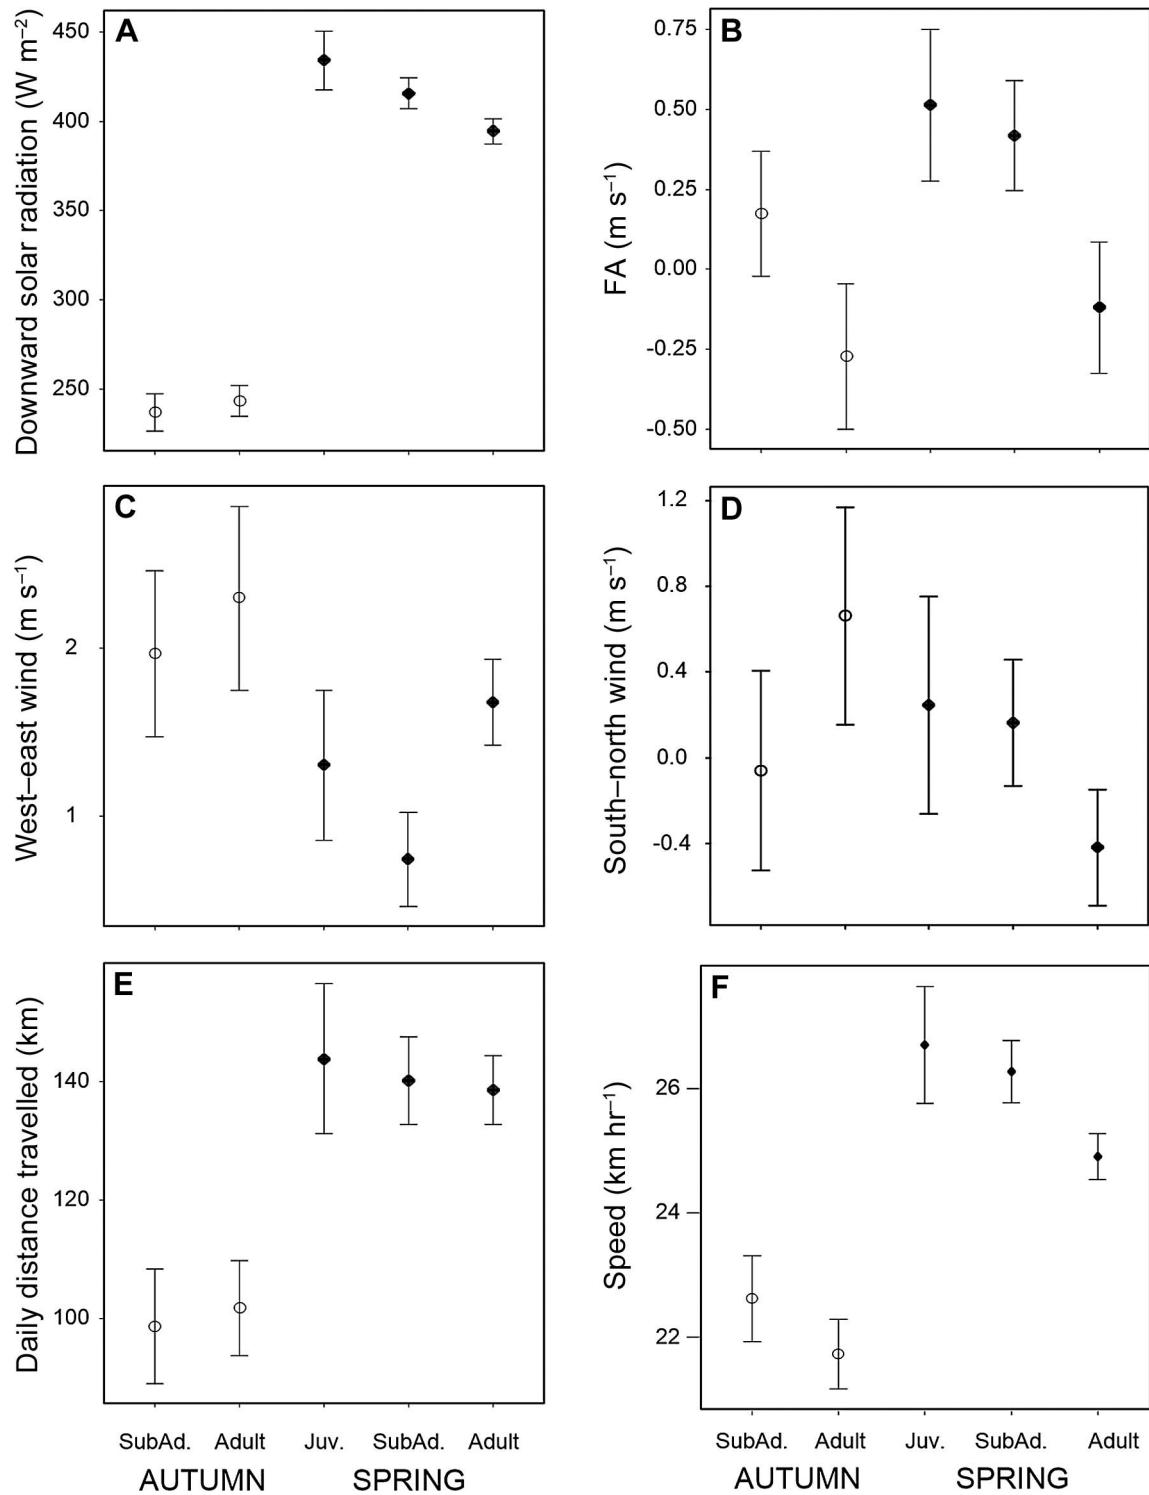 A
Downward solar radiation (W m⁻²)
450
400
350
300
250
B
FA (m s⁻¹)
0.75
0.50
0.25
0.00
-0.25
-0.50
C
West–east wind (m s⁻¹)
2
1
D
South–north wind (m s⁻¹)
1.2
0.8
0.4
0.0
-0.4
E
Daily distance travelled (km)
140
120
100
SubAd. Adult Juv. SubAd. Adult
AUTUMN SPRING
F
Speed (km hr⁻¹)
26
24
22
SubAd. Adult Juv. SubAd. Adult
AUTUMN SPRING